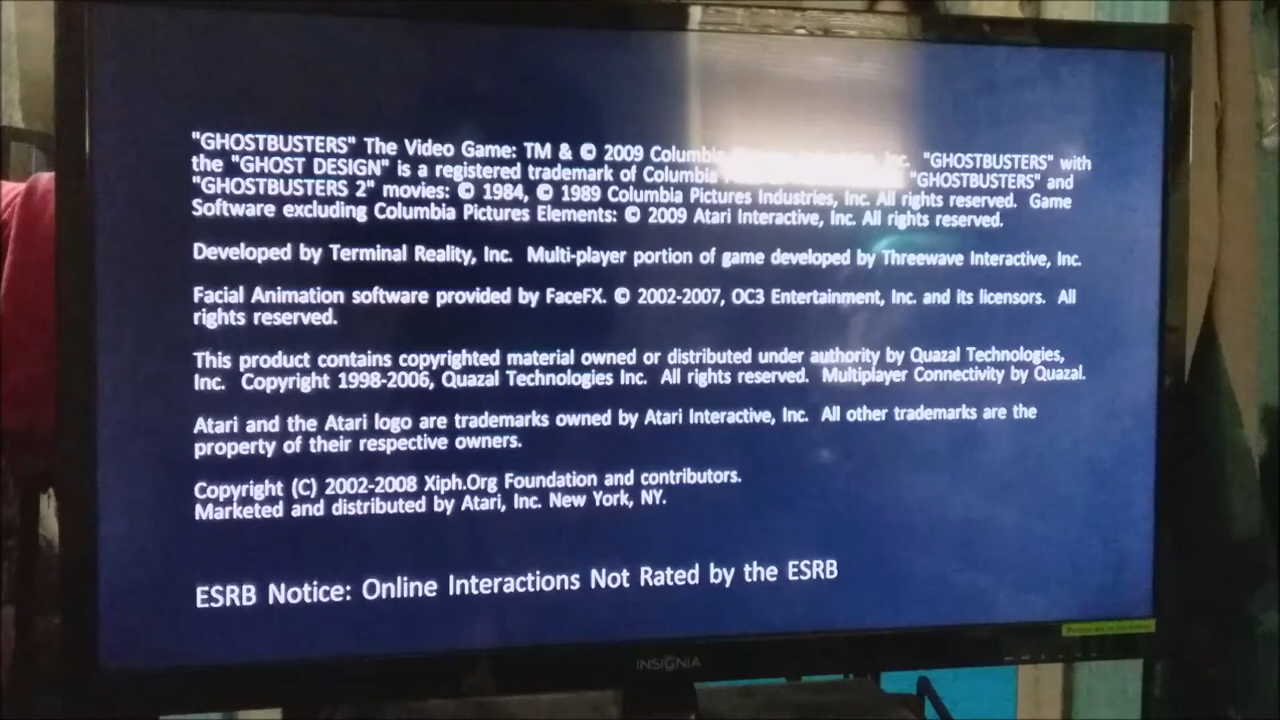 "GHOSTBUSTERS" The Video Game: TM & © 2009 Columbia Inc. "GHOSTBUSTERS" with
the "GHOST DESIGN" is a registered trademark of Columbia "GHOSTBUSTERS" and
"GHOSTBUSTERS 2" movies: © 1984, © 1989 Columbia Pictures Industries, Inc. All rights reserved. Game
Software excluding Columbia Pictures Elements: © 2009 Atari Interactive, Inc. All rights reserved.
Developed by Terminal Reality, Inc. Multi-player portion of game developed by Threewave Interactive, Inc.
Facial Animation software provided by FaceFX. © 2002-2007, OC3 Entertainment, Inc. and its licensors. All
rights reserved.
This product contains copyrighted material owned or distributed under authority by Quazal Technologies,
Inc. Copyright 1998-2006, Quazal Technologies Inc. All rights reserved. Multiplayer Connectivity by Quazal.
Atari and the Atari logo are trademarks owned by Atari Interactive, Inc. All other trademarks are the
property of their respective owners.
Copyright (C) 2002-2008 Xiph.Org Foundation and contributors.
Marketed and distributed by Atari, Inc. New York, NY.
ESRB Notice: Online Interactions Not Rated by the ESRB
INSIGNIA